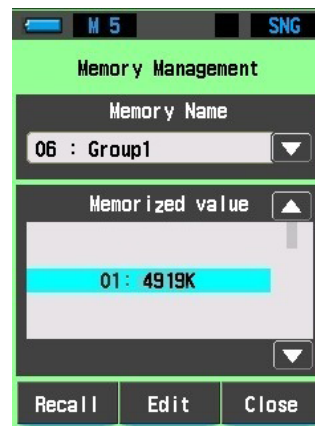 M 5 SNG
Memory Management
Memory Name
06 : Group1
Memorized value
01: 4919K
Recall Edit Close